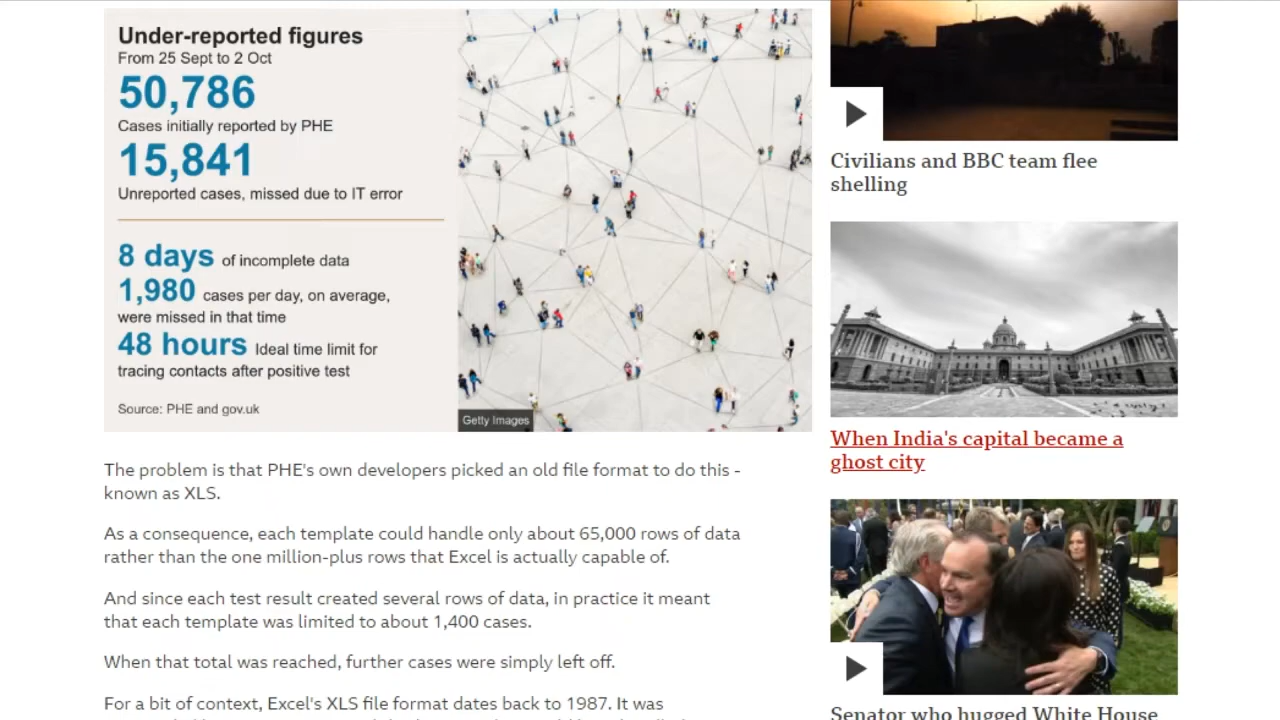 Under-reported figures
From 25 Sept to 2 Oct
50,786
Cases initially reported by PHE
15,841
Unreported cases, missed due to IT error
8 days of incomplete data
1,980 cases per day, on average,
were missed in that time
48 hours Ideal time limit for
tracing contacts after positive test
Source: PHE and gov.uk
Getty Images
The problem is that PHE's own developers picked an old file format to do this -
known as XLS.
As a consequence, each template could handle only about 65,000 rows of data
rather than the one million-plus rows that Excel is actually capable of.
And since each test result created several rows of data, in practice it meant
that each template was limited to about 1,400 cases.
When that total was reached, further cases were simply left off.
For a bit of context, Excel's XLS file format dates back to 1987. It was
Civilians and BBC team flee
shelling
When India's capital became a
ghost city
Senator who hugged White House